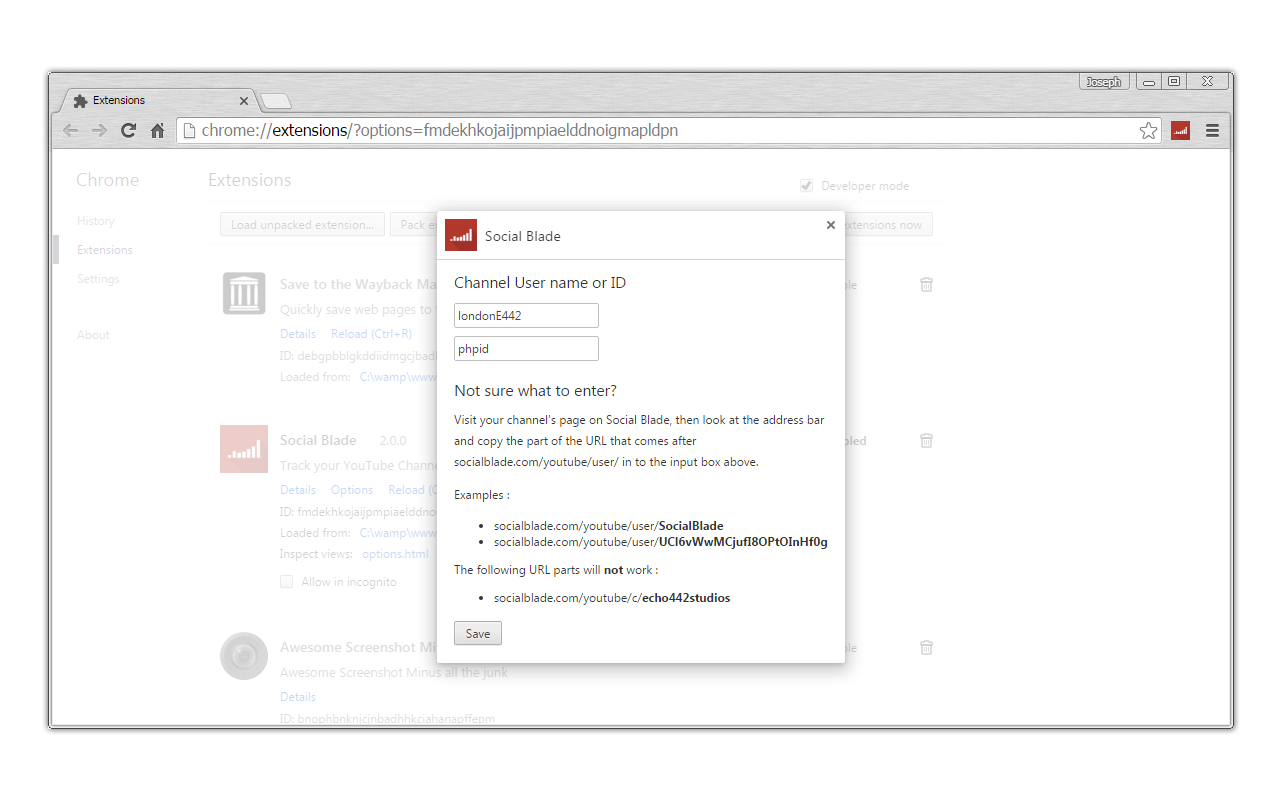 Joseph
Extensions
chrome://extensions/?options=fmdekhkojaijpmpiaelddnoigmapldpn
Chrome
Extensions
Developer mode
History
Load unpacked extension...
Pack
extensions now
Extensions
Social Blade
Settings
Save to the Wayback Ma
Channel User name or ID
Quickly save web pages to
londonE442
About
Details Reload (Ctrl+R)
phpid
ID: debgpbblgkddiidmgcjbad
Loaded from: C:\wamp\www
Not sure what to enter?
Visit your channel's page on Social Blade, then look at the address bar
and copy the part of the URL that comes after
socialblade.com/youtube/user/ in to the input box above.
Social Blade 2.0.0
Track your YouTube Chann
Details Options Reload (C
Examples :
ID: fmdekhkojaijpmpiaelddno
socialblade.com/youtube/user/SocialBlade
Loaded from: C:\wamp\www
socialblade.com/youtube/user/UCl6vWwMCjufI8OPtOInHf0g
Inspect views: options.html
The following URL parts will not work :
Allow in incognito
socialblade.com/youtube/c/echo442studios
Save
Awesome Screenshot Min
Awesome Screenshot Minus all the junk
Details
ID: bnophbnknjcjnbadhhkciahanapffepm